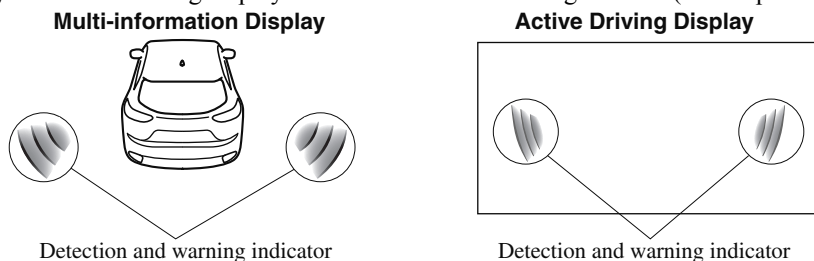 Multi-information Display
Active Driving Display
Detection and warning indicator
Detection and warning indicator